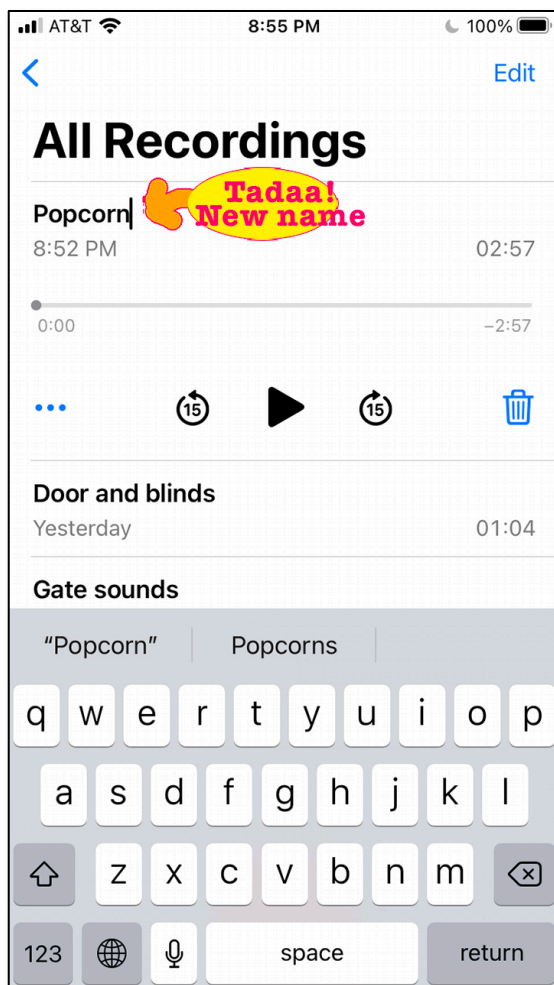 AT&T 8:55 PM 100%
Edit
All Recordings
Tadaa!
New name
Popcorn
8:52 PM 02:57
0:00 −2:57
15 15
Door and blinds
Yesterday 01:04
Gate sounds
“Popcorn” Popcorns
q w e r t y u i o p
a s d f g h j k l
z x c v b n m
123 space return